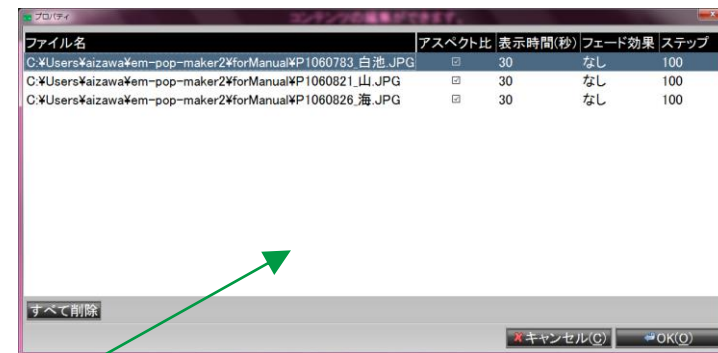 プロパティ
コンテンツの編集ができます。
ファイル名 アスペクト比 表示時間(秒) フェード効果 ステップ
C:¥Users¥aizawa¥em-pop-maker2¥forManual¥P1060783_白池.JPG 30 なし 100
C:¥Users¥aizawa¥em-pop-maker2¥forManual¥P1060821_山.JPG 30 なし 100
C:¥Users¥aizawa¥em-pop-maker2¥forManual¥P1060826_海.JPG 30 なし 100
すべて削除
キャンセル(C) OK(O)